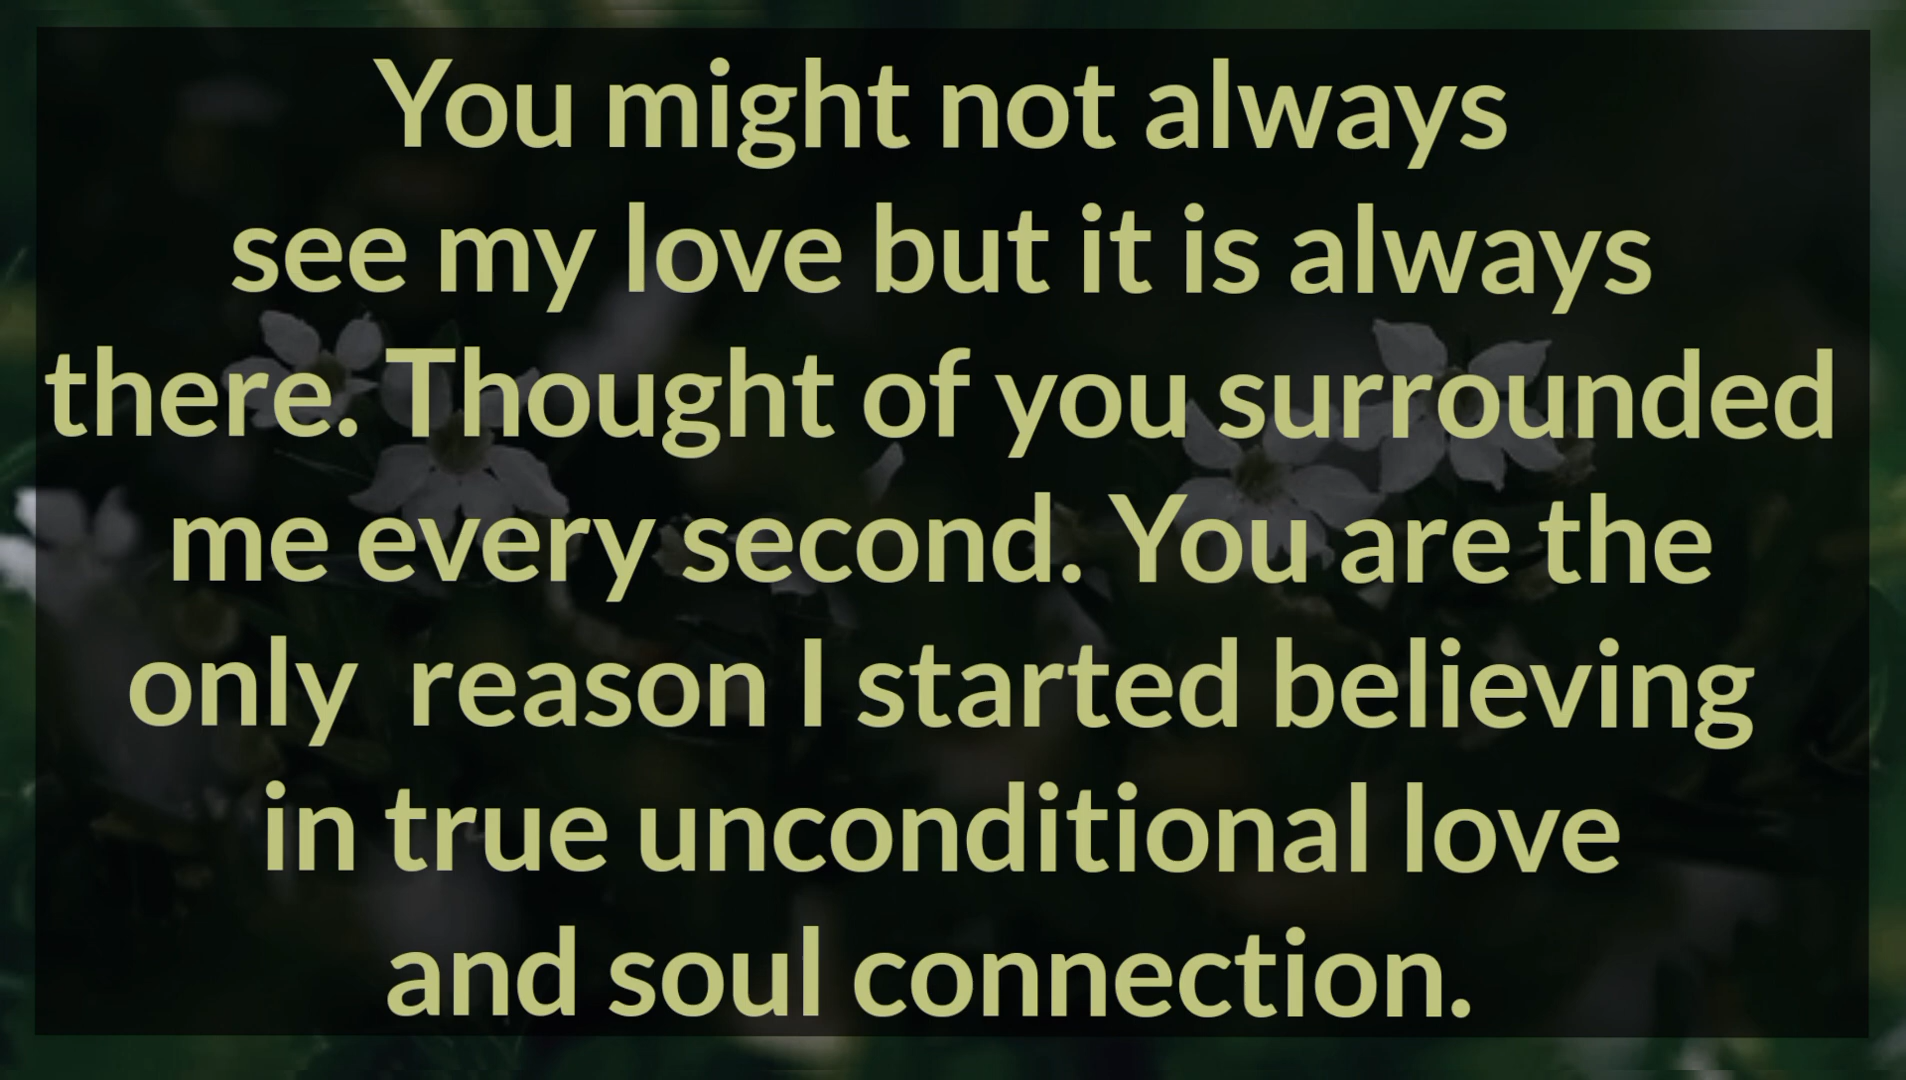 You might not always
see my love but it is always
there. Thought of you surrounded
me every second. You are the
only  reason I started believing
in true unconditional love
and soul connection.